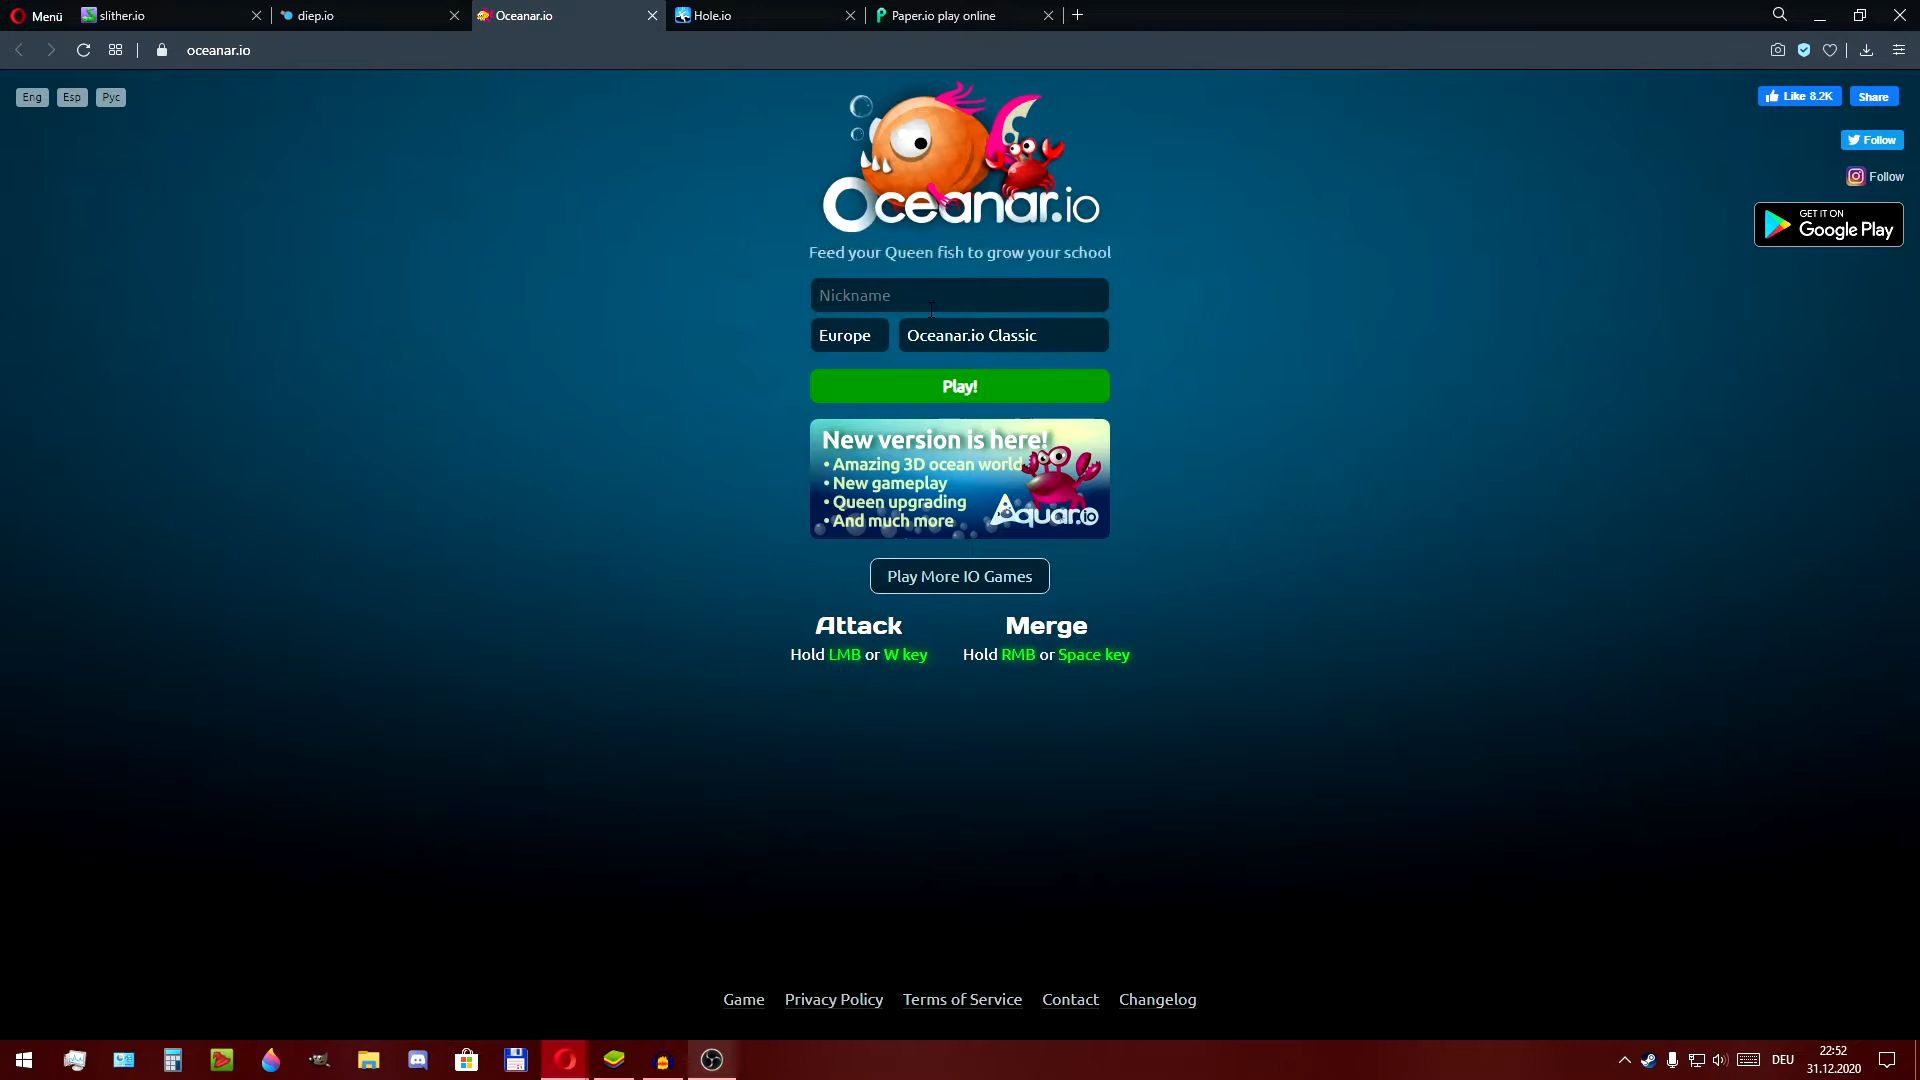 Menü slither.io diep.io Oceanar.io Hole.io Paper.io play online
oceanar.io
Eng Esp Рус
Like 8.2K Share
Follow
Follow
GET IT ON
Google Play
Oceanar.io
Feed your Queen fish to grow your school
Nickname
Europe Oceanar.io Classic
Play!
New version is here!
• Amazing 3D ocean world
• New gameplay
• Queen upgrading
• And much more
Aquar.io
Play More IO Games
Attack Merge
Hold LMB or W key Hold RMB or Space key
Game Privacy Policy Terms of Service Contact Changelog
DEU
22:52
31.12.2020